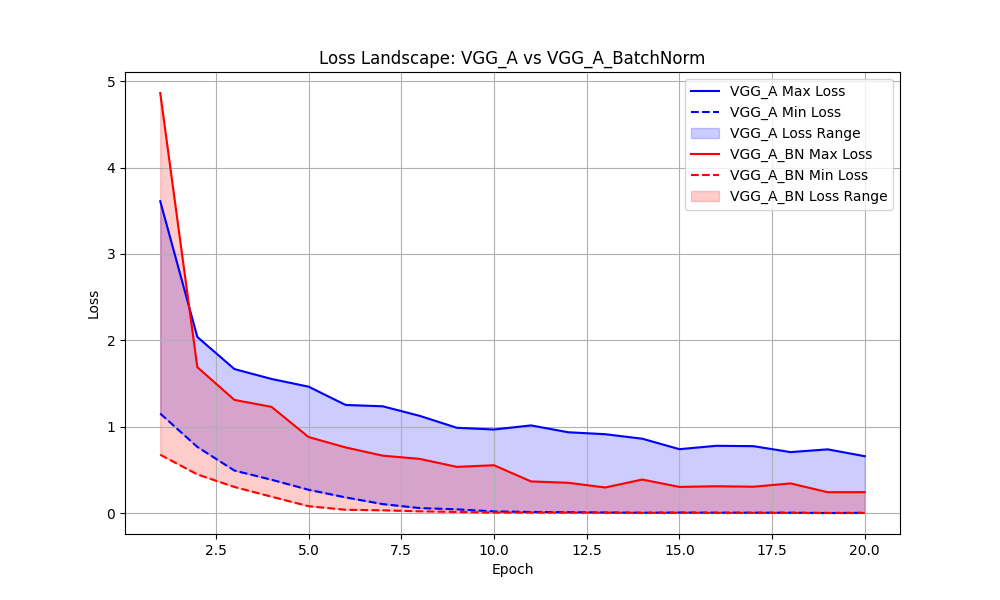 Loss Landscape: VGG_A vs VGG_A_BatchNorm
VGG_A Max Loss
VGG_A Min Loss
VGG_A Loss Range
VGG_A_BN Max Loss
VGG_A_BN Min Loss
VGG_A_BN Loss Range
5
4
3
2
1
0
Loss
2.5 5.0 7.5 10.0 12.5 15.0 17.5 20.0
Epoch